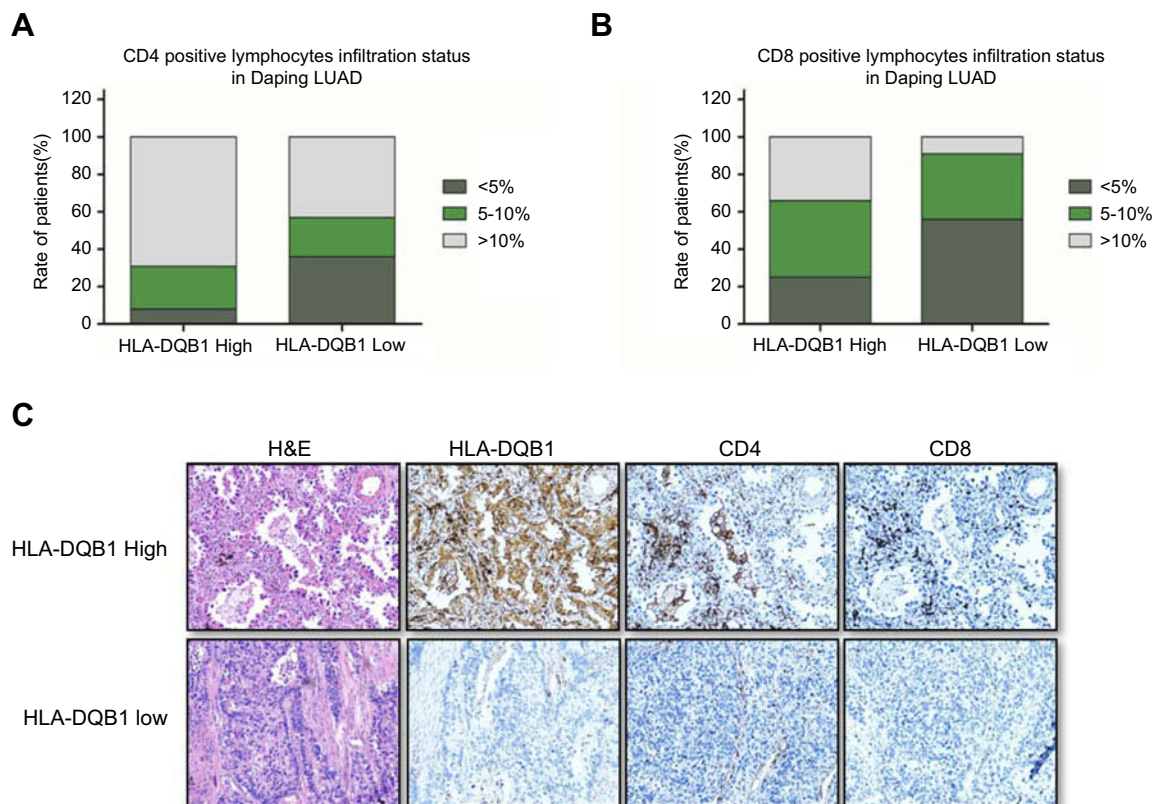 A
CD4 positive lymphocytes infiltration status
in Daping LUAD
Rate of patients(%)
120
100
80
60
40
20
0
HLA-DQB1 High
HLA-DQB1 Low
<5%
5-10%
>10%
B
CD8 positive lymphocytes infiltration status
in Daping LUAD
Rate of patients(%)
120
100
80
60
40
20
0
HLA-DQB1 High
HLA-DQB1 Low
<5%
5-10%
>10%
C
H&E
HLA-DQB1
CD4
CD8
HLA-DQB1 High
HLA-DQB1 low